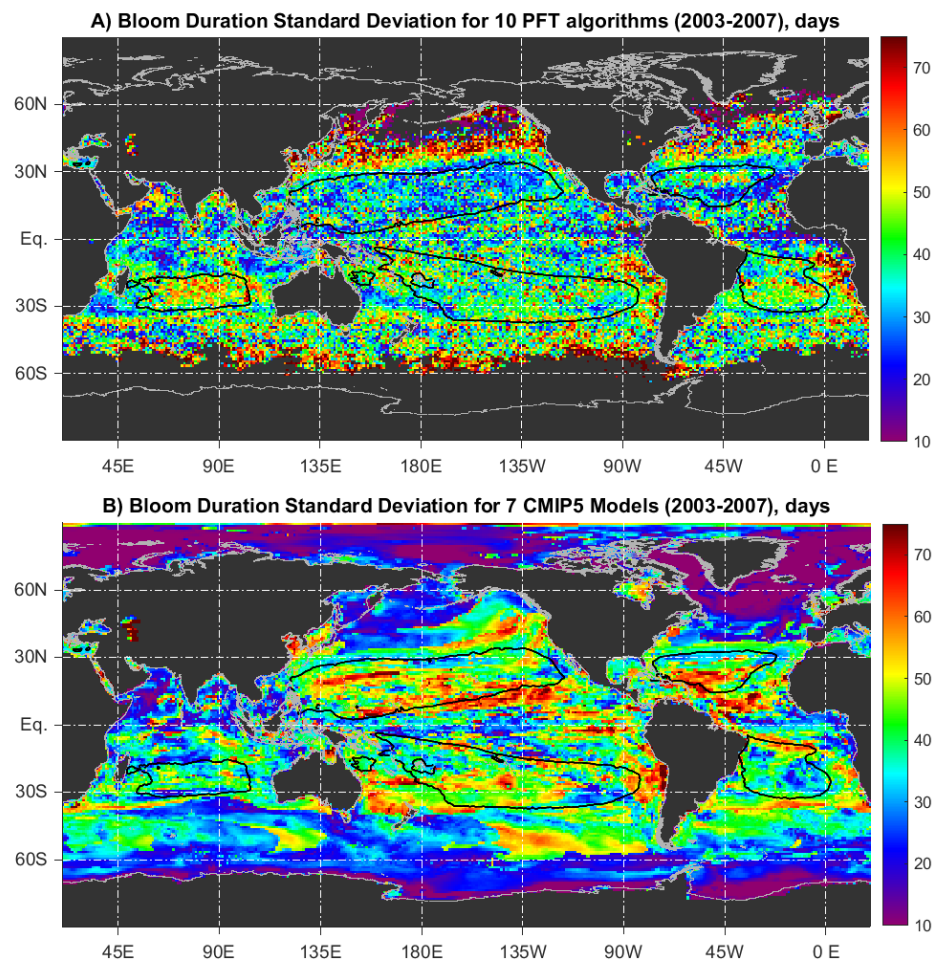 A) Bloom Duration Standard Deviation for 10 PFT algorithms (2003-2007), days
60N
30N
Eq.
30S
60S
45E 90E 135E 180E 135W 90W 45W 0 E
70
60
50
40
30
20
10
B) Bloom Duration Standard Deviation for 7 CMIP5 Models (2003-2007), days
60N
30N
Eq.
30S
60S
45E 90E 135E 180E 135W 90W 45W 0 E
70
60
50
40
30
20
10